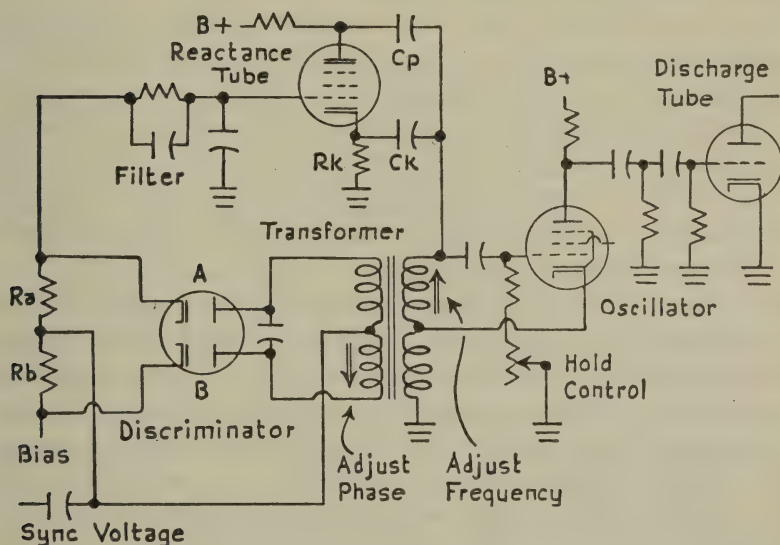 B+
Reactance
Tube
Cp
Discharge
Tube
B+
Rk
Ck
Filter
Transformer
Ra
A
Oscillator
Rb
B
Hold
Control
Discriminator
Bias
Adjust
Phase
Adjust
Frequency
Sync Voltage